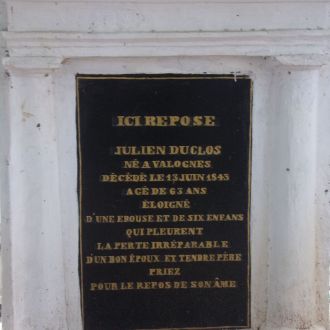 ICI REPOSE
JULIEN DUCLOS
NÉ A VALOGNES
DÉCÉDÉ LE 13 JUIN 1843
AGÉ DE 63 ANS
ÉLOIGNÉ
D'UNE EPOUSE ET DE SIX ENFANS
QUI PLEURENT
LA PERTE IRRÉPARABLE
D'UN BON ÉPOUX ET TENDRE PÈRE
PRIEZ
POUR LE REPOS DE SON ÂME